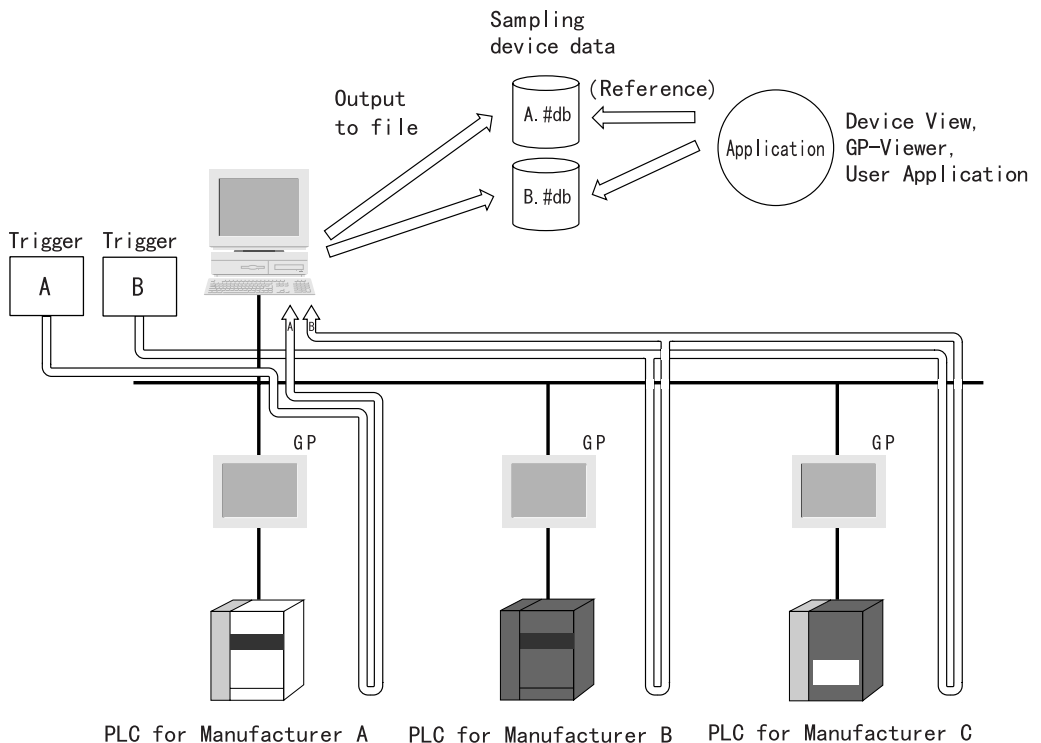 Sampling
device data
Output
to file
(Reference)
A.#db
B.#db
Application
Device View,
GP-Viewer,
User Application
Trigger
Trigger
A
B
A
B
GP
GP
GP
PLC for Manufacturer A
PLC for Manufacturer B
PLC for Manufacturer C